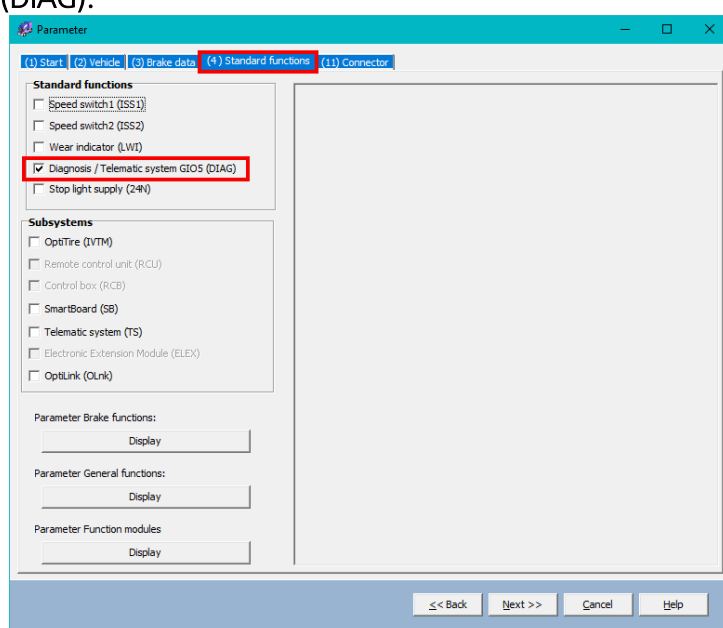 (DIAG).
Parameter
(1) Start (2) Vehicle (3) Brake data (4) Standard functions (11) Connector
Standard functions
Speed switch1 (ISS1)
Speed switch2 (ISS2)
Wear indicator (LWI)
Diagnosis / Telematic system GIO5 (DIAG)
Stop light supply (24N)
Subsystems
OptiTire (IVTM)
Remote control unit (RCU)
Control box (RCB)
SmartBoard (SB)
Telematic system (TS)
Electronic Extension Module (ELEX)
OptiLink (OLnk)
Parameter Brake functions:
Display
Parameter General functions:
Display
Parameter Function modules
Display
<< Back Next >> Cancel Help